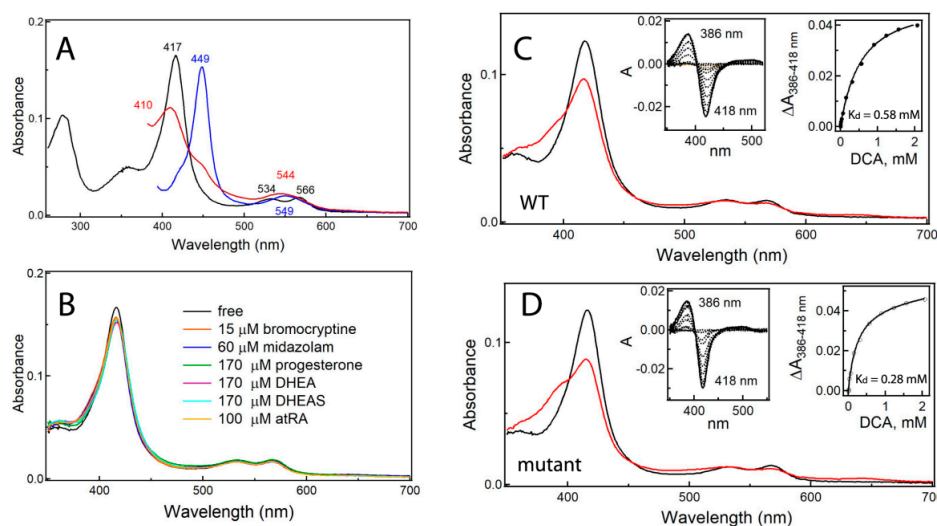 A
0.2
0.1
0.0
Absorbance
417
449
410
534
544
549
566
300
400
500
600
700
Wavelength (nm)
B
0.2
0.1
0.0
Absorbance
free
15 μM bromocryptine
60 μM midazolam
170 μM progesterone
170 μM DHEA
170 μM DHEAS
100 μM atRA
400
500
600
700
Wavelength (nm)
C
0.1
0.0
Absorbance
WT
400
500
600
700
Wavelength (nm)
A
0.00
-0.02
386 nm
418 nm
400
500
nm
ΔA386-418 nm
0.04
0.02
0.00
Kd = 0.58 mM
0
1
2
DCA, mM
D
0.1
0.0
Absorbance
mutant
400
500
600
700
Wavelength (nm)
A
0.015
0.000
-0.015
-0.030
386 nm
418 nm
400
500
nm
ΔA386-418 nm
0.04
0.02
0.00
Kd = 0.28 mM
0
1
2
DCA, mM